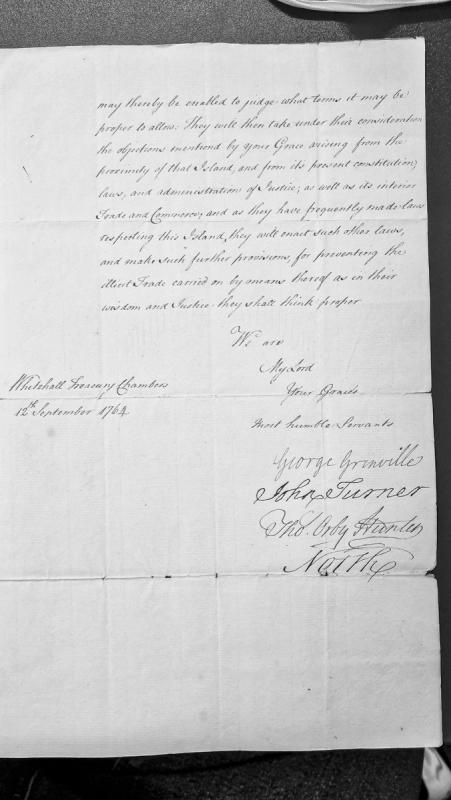 may thereby be enabled to judge what terms it may be
proper to allow: They will then take under their consideration
the objections mentioned by your Grace arising from the
proximity of that Island, and from its present constitution,
laws, and administration of Justice; as well as its interior
Trade and Commerce; and as they have frequently made laws
respecting this Island, they will enact such other laws,
and make such further provisions, for preventing the
illicit Trade carried on by means thereof as in their
wisdom and Justice they shall think proper
We are
My Lord
Your Grace's
Whitehall Treasury Chambers
12th September 1764
Most humble Servants
George Grenville
John Turner
Tho. Orby Hunter
North